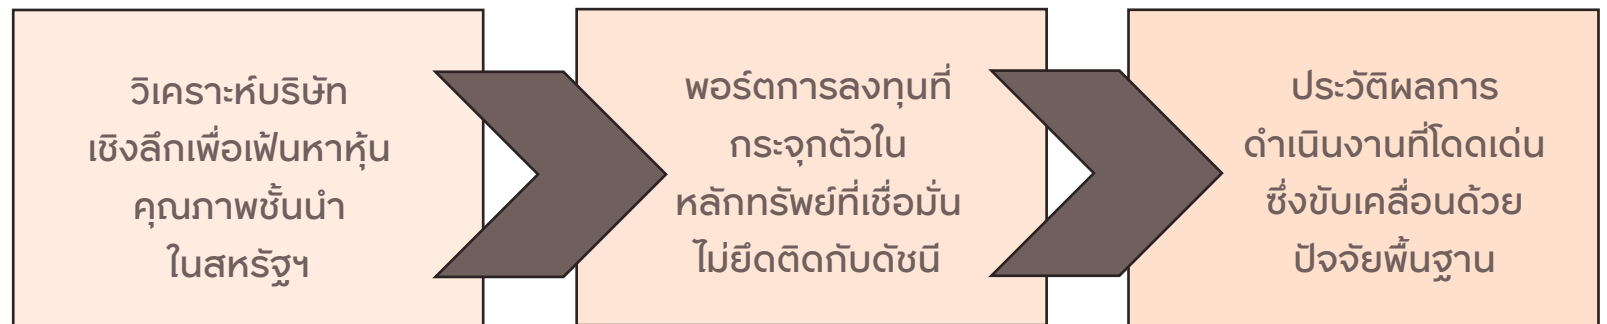 วิเคราะห์บริษัท
เชิงลึกเพื่อเฟ้นหาหุ้น
คุณภาพชั้นนำ
ในสหรัฐฯ
พอร์ตการลงทุนที่
กระจุกตัวใน
หลักทรัพย์ที่เชื่อมั่น
ไม่ยึดติดกับดัชนี
ประวัติผลการ
ดำเนินงานที่โดดเด่น
ซึ่งขับเคลื่อนด้วย
ปัจจัยพื้นฐาน